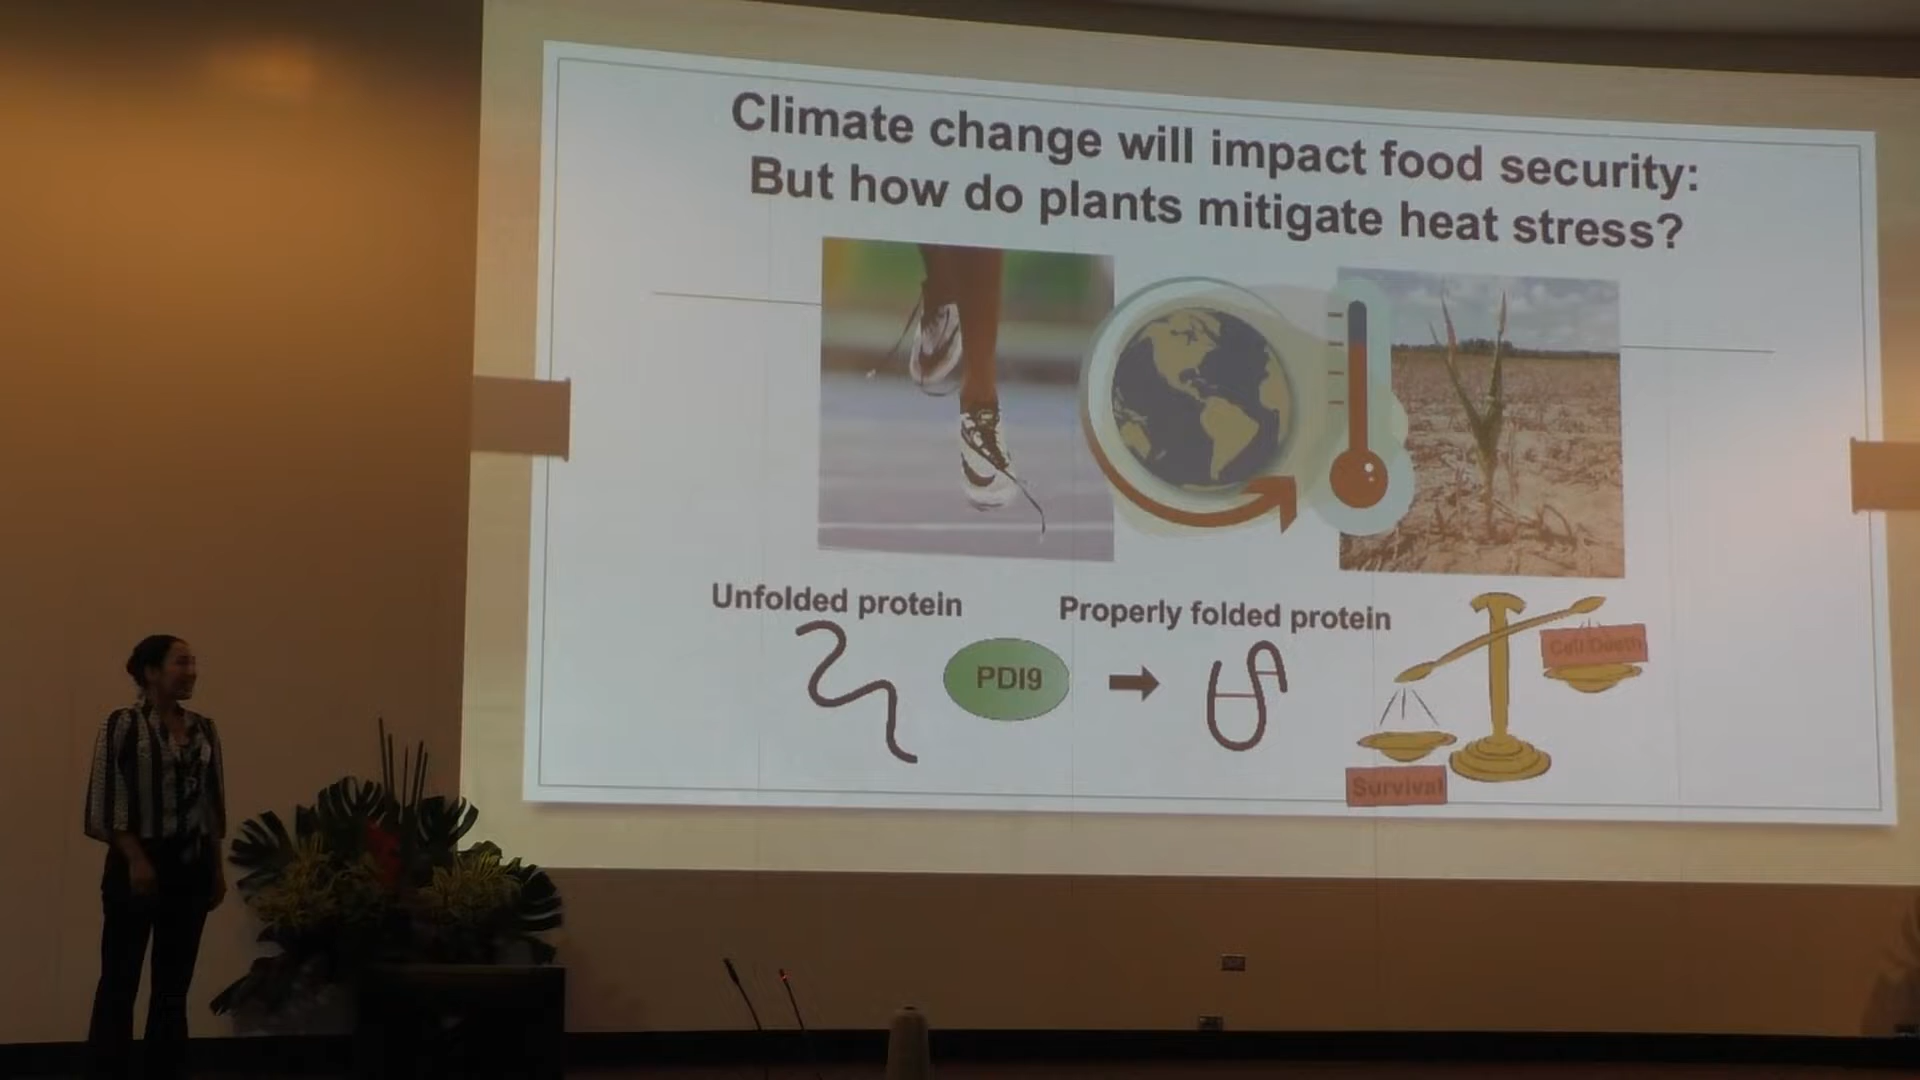 Climate change will impact food security:
But how do plants mitigate heat stress?
Unfolded protein
Properly folded protein
PDI9
Cell Death
Survival